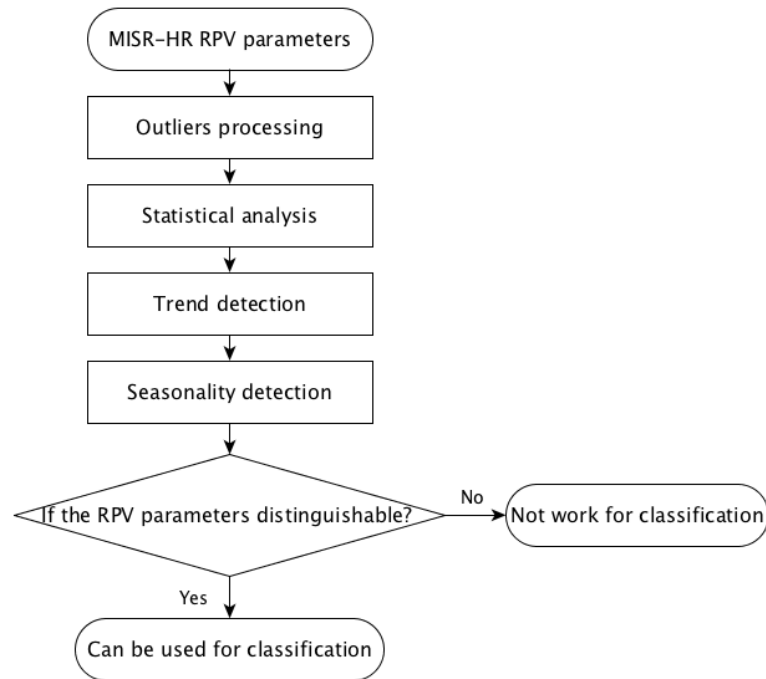 MISR-HR RPV parameters
Outliers processing
Statistical analysis
Trend detection
Seasonality detection
If the RPV parameters distinguishable?
No
Not work for classification
Yes
Can be used for classification